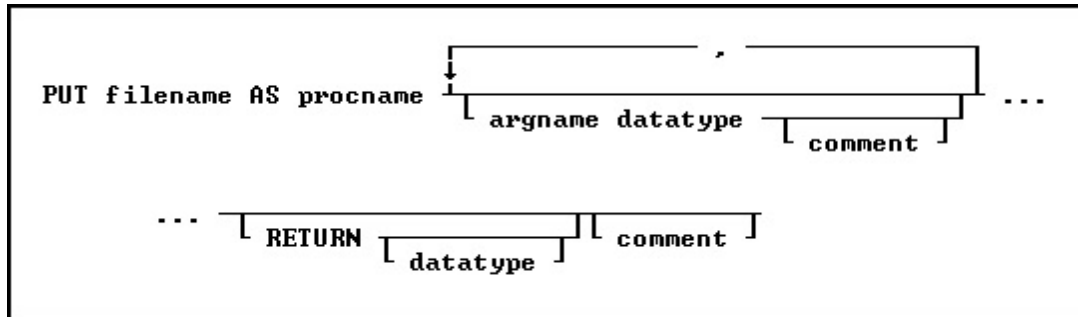 ,
PUT filename AS procname ...
argname datatype
comment
...
RETURN comment
datatype